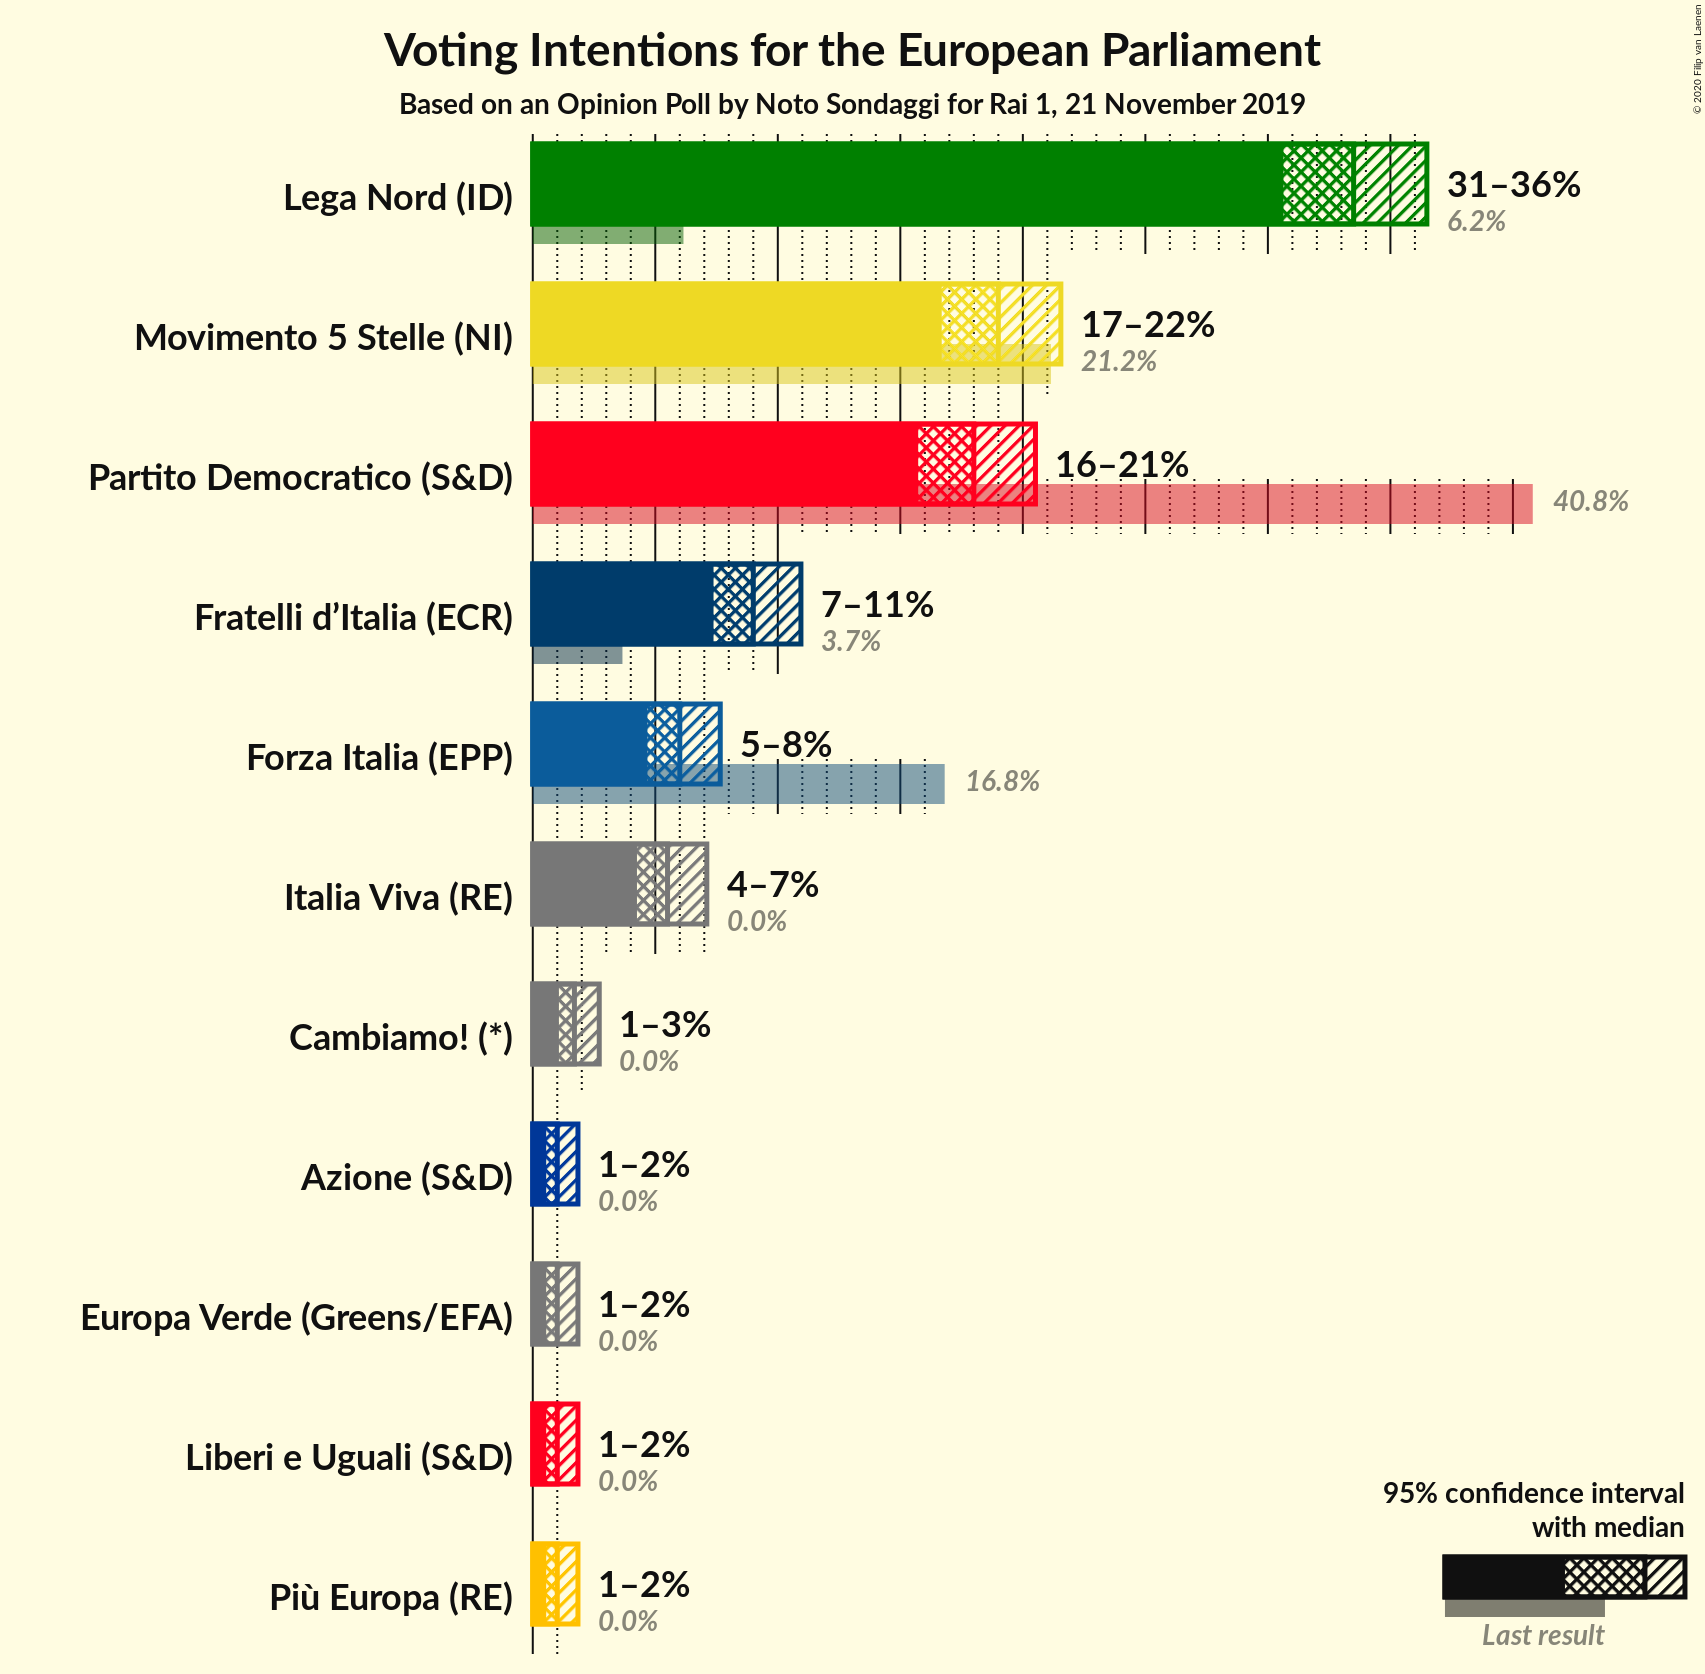 Voting Intentions for the European Parliament
Based on an Opinion Poll by Noto Sondaggi for Rai 1, 21 November 2019
© 2020 Filip van Laenen
Lega Nord (ID)
31–36%
6.2%
Movimento 5 Stelle (NI)
17–22%
21.2%
Partito Democratico (S&D)
16–21%
40.8%
Fratelli d’Italia (ECR)
7–11%
3.7%
Forza Italia (EPP)
5–8%
16.8%
Italia Viva (RE)
4–7%
0.0%
Cambiamo! (*)
1–3%
0.0%
Azione (S&D)
1–2%
0.0%
Europa Verde (Greens/EFA)
1–2%
0.0%
Liberi e Uguali (S&D)
1–2%
0.0%
Più Europa (RE)
1–2%
0.0%
95% confidence interval
with median
Last result